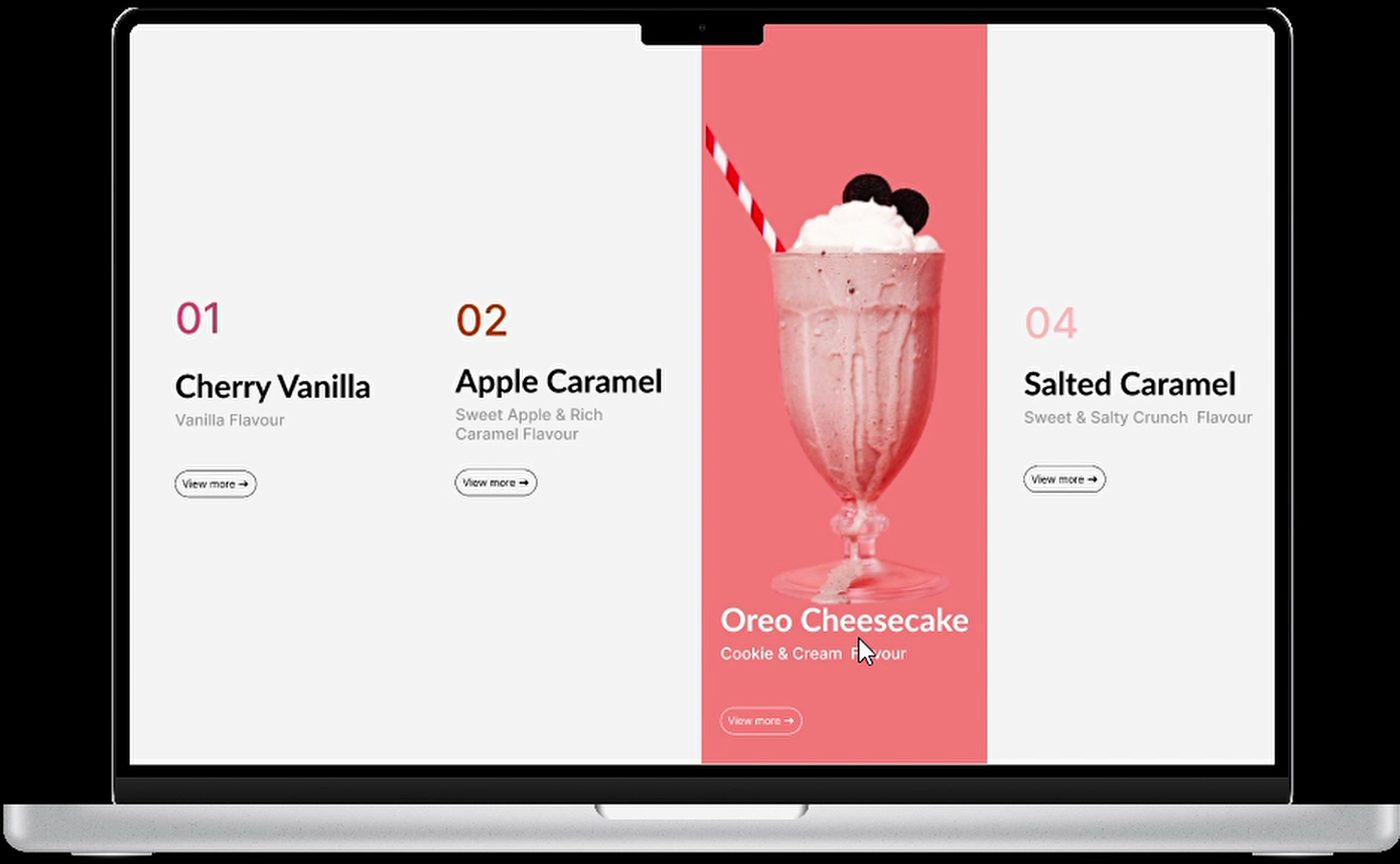 01
Cherry Vanilla
Vanilla Flavour
View more →
02
Apple Caramel
Sweet Apple & Rich
Caramel Flavour
View more →
Oreo Cheesecake
Cookie & Cream Flavour
View more →
04
Salted Caramel
Sweet & Salty Crunch Flavour
View more →